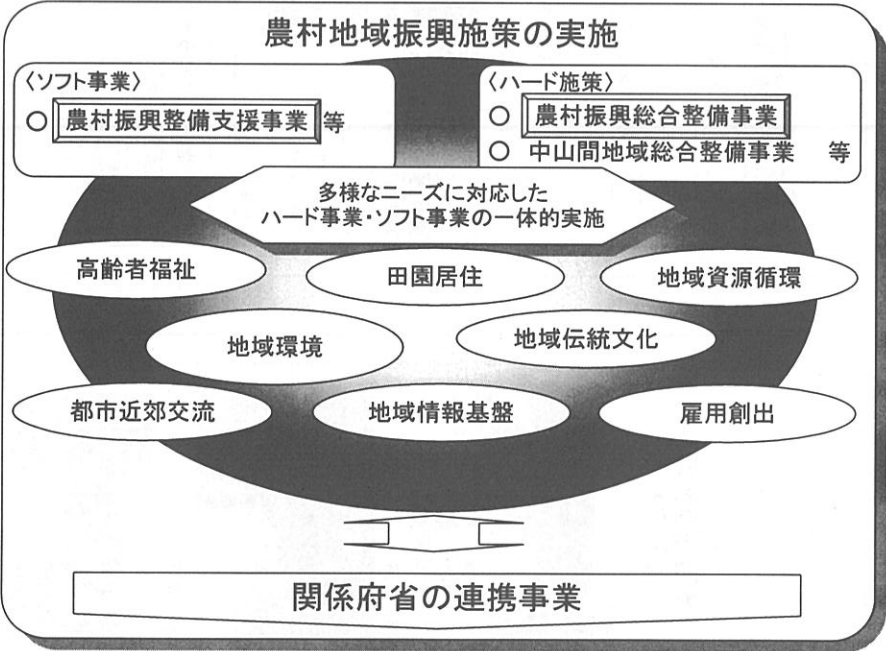 農村地域振興施策の実施
〈ソフト事業〉
○ 農村振興整備支援事業 等
〈ハード施策〉
○ 農村振興総合整備事業
○ 中山間地域総合整備事業 等
多様なニーズに対応した
ハード事業・ソフト事業の一体的実施
高齢者福祉
田園居住
地域資源循環
地域環境
地域伝統文化
都市近郊交流
地域情報基盤
雇用創出
関係府省の連携事業